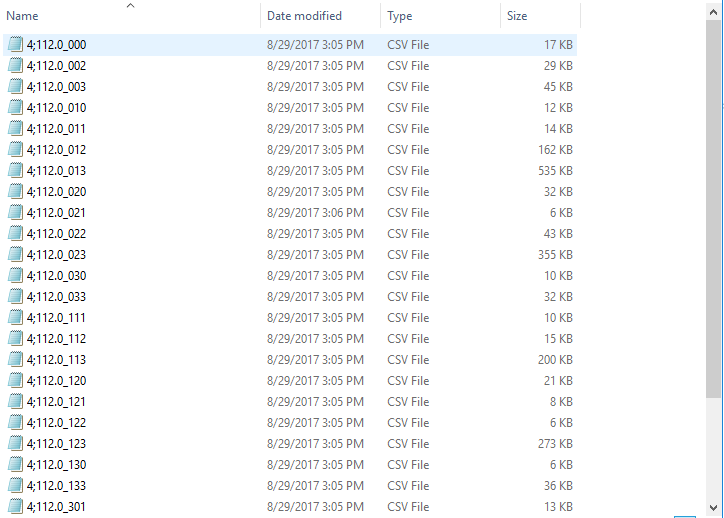 Name Date modified Type Size
4;112.0_000 8/29/2017 3:05 PM CSV File 17 KB
4;112.0_002 8/29/2017 3:05 PM CSV File 29 KB
4;112.0_003 8/29/2017 3:05 PM CSV File 45 KB
4;112.0_010 8/29/2017 3:05 PM CSV File 12 KB
4;112.0_011 8/29/2017 3:05 PM CSV File 14 KB
4;112.0_012 8/29/2017 3:05 PM CSV File 162 KB
4;112.0_013 8/29/2017 3:05 PM CSV File 535 KB
4;112.0_020 8/29/2017 3:05 PM CSV File 32 KB
4;112.0_021 8/29/2017 3:06 PM CSV File 6 KB
4;112.0_022 8/29/2017 3:05 PM CSV File 43 KB
4;112.0_023 8/29/2017 3:05 PM CSV File 355 KB
4;112.0_030 8/29/2017 3:05 PM CSV File 10 KB
4;112.0_033 8/29/2017 3:05 PM CSV File 32 KB
4;112.0_111 8/29/2017 3:05 PM CSV File 10 KB
4;112.0_112 8/29/2017 3:05 PM CSV File 15 KB
4;112.0_113 8/29/2017 3:05 PM CSV File 200 KB
4;112.0_120 8/29/2017 3:05 PM CSV File 21 KB
4;112.0_121 8/29/2017 3:05 PM CSV File 8 KB
4;112.0_122 8/29/2017 3:05 PM CSV File 6 KB
4;112.0_123 8/29/2017 3:05 PM CSV File 273 KB
4;112.0_130 8/29/2017 3:05 PM CSV File 6 KB
4;112.0_133 8/29/2017 3:05 PM CSV File 36 KB
4;112.0_301 8/29/2017 3:05 PM CSV File 13 KB